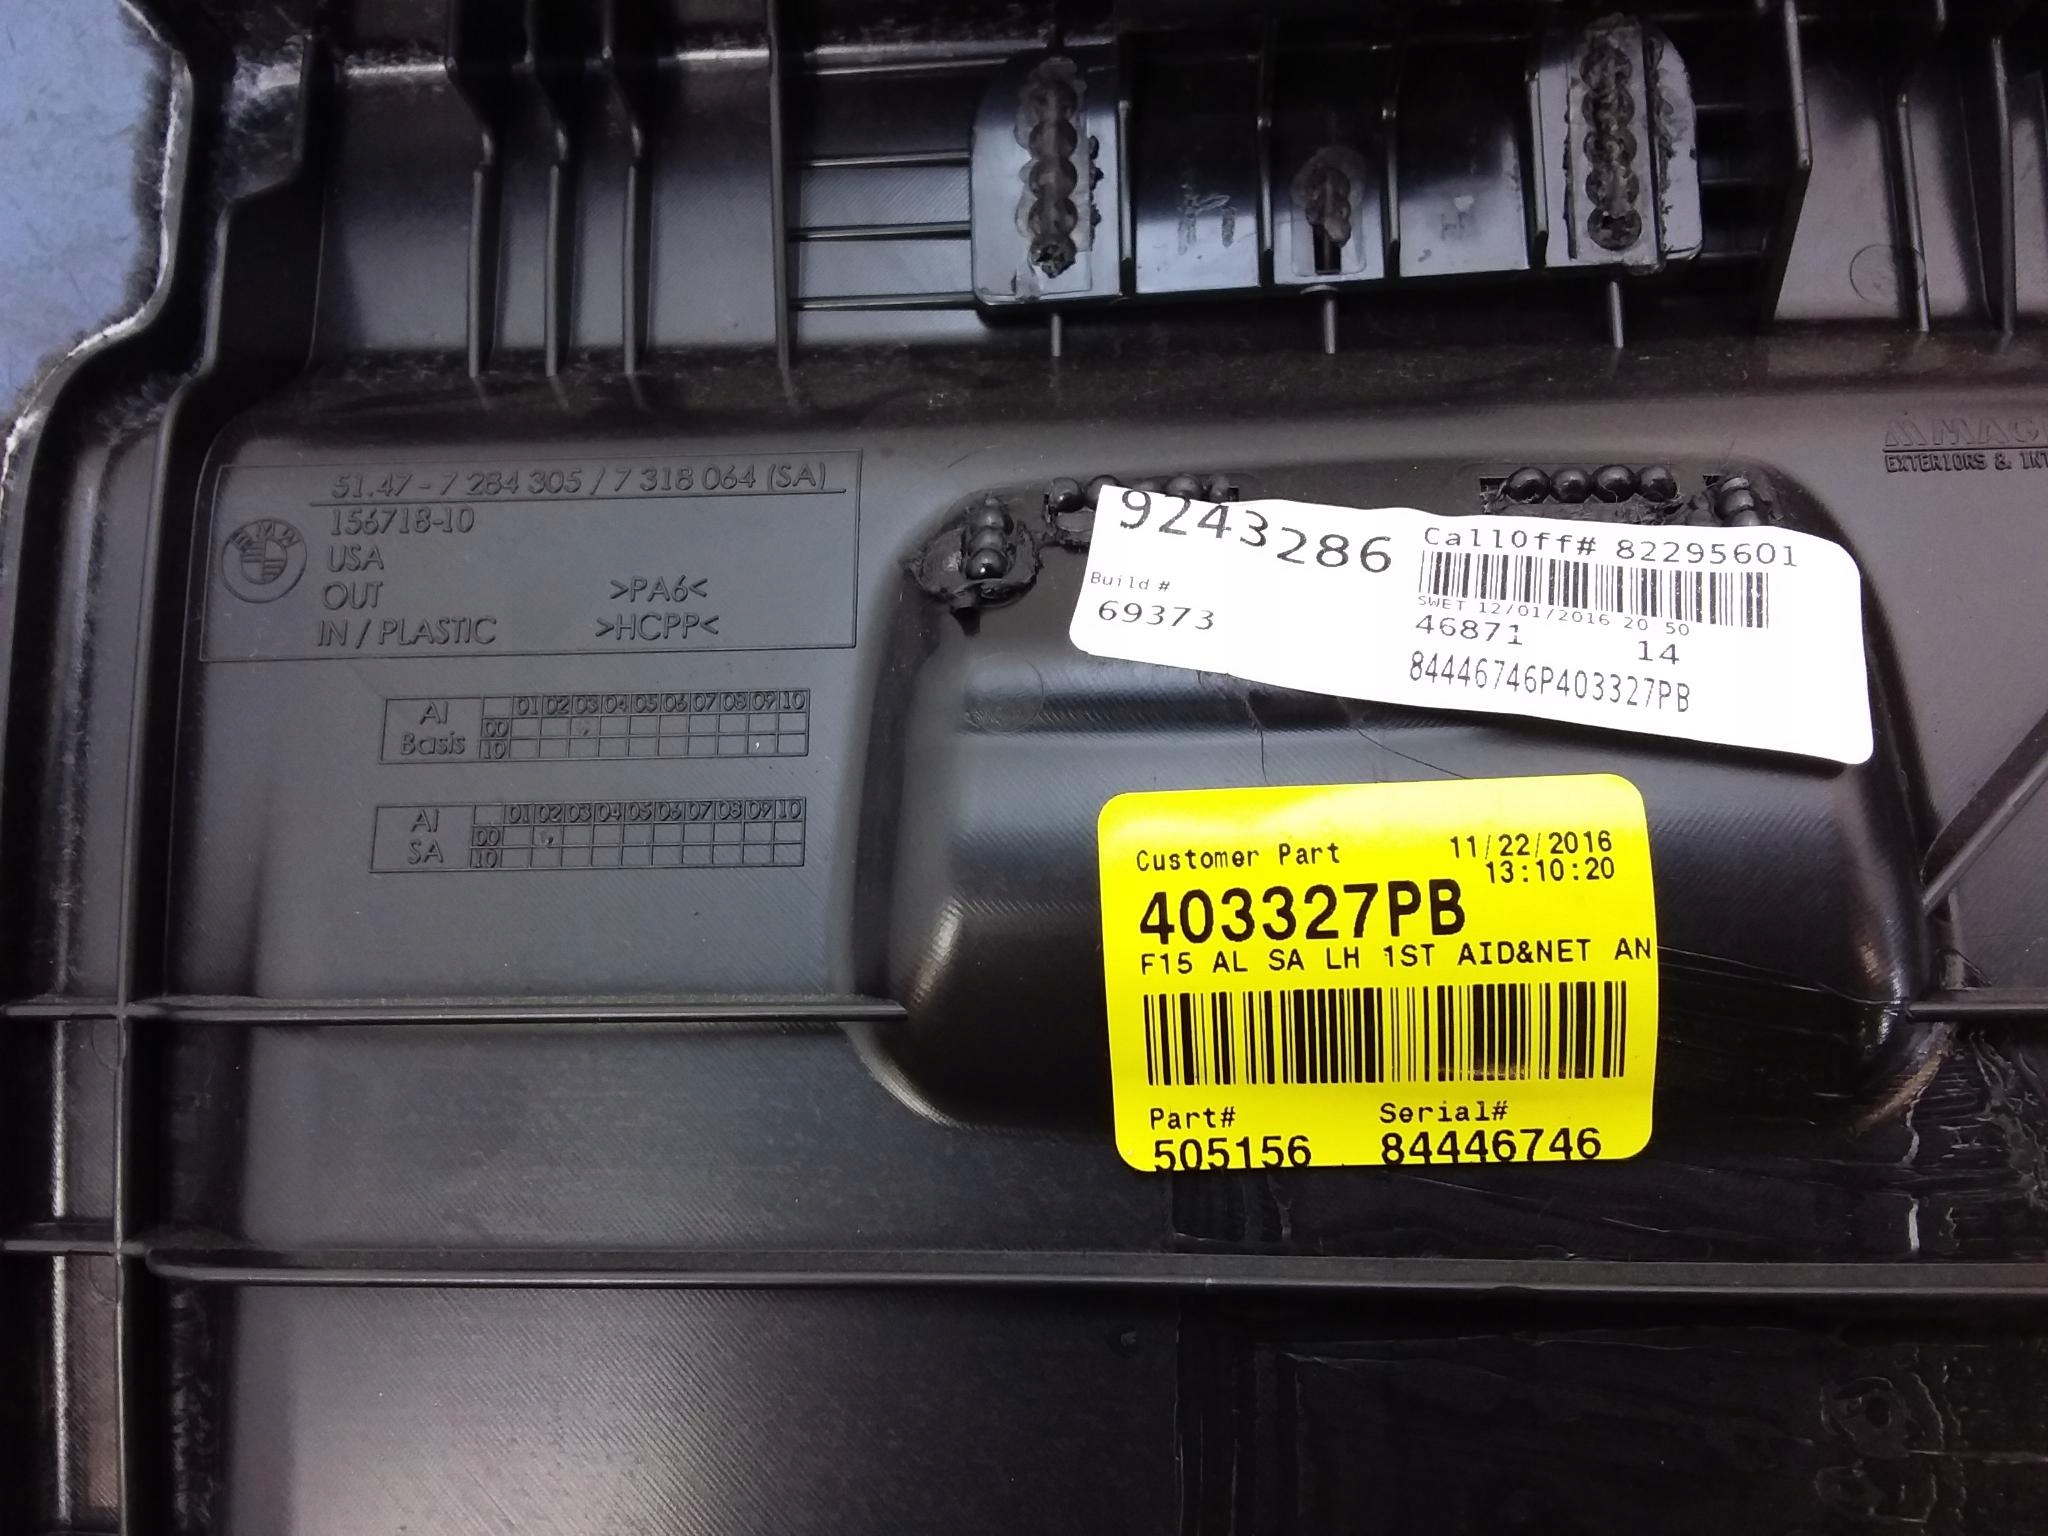 51.47 - 7 284 305 / 7 318 064 (SA)
BMW
156718-10
USA
OUT >PA6<
IN / PLASTIC >HCPP<
AI Basis
01 02 03 04 05 06 07 08 09 10
00
10
AI SA
01 02 03 04 05 06 07 08 09 10
00
10
EXTERIORS &
9243286
CallOff# 82295601
Build #
69373
SWET 12/01/2016 20 50
46871 14
84446746P403327PB
Customer Part 11/22/2016
13:10:20
403327PB
F15 AL SA LH 1ST AID&NET AN
Part# Serial#
505156 84446746